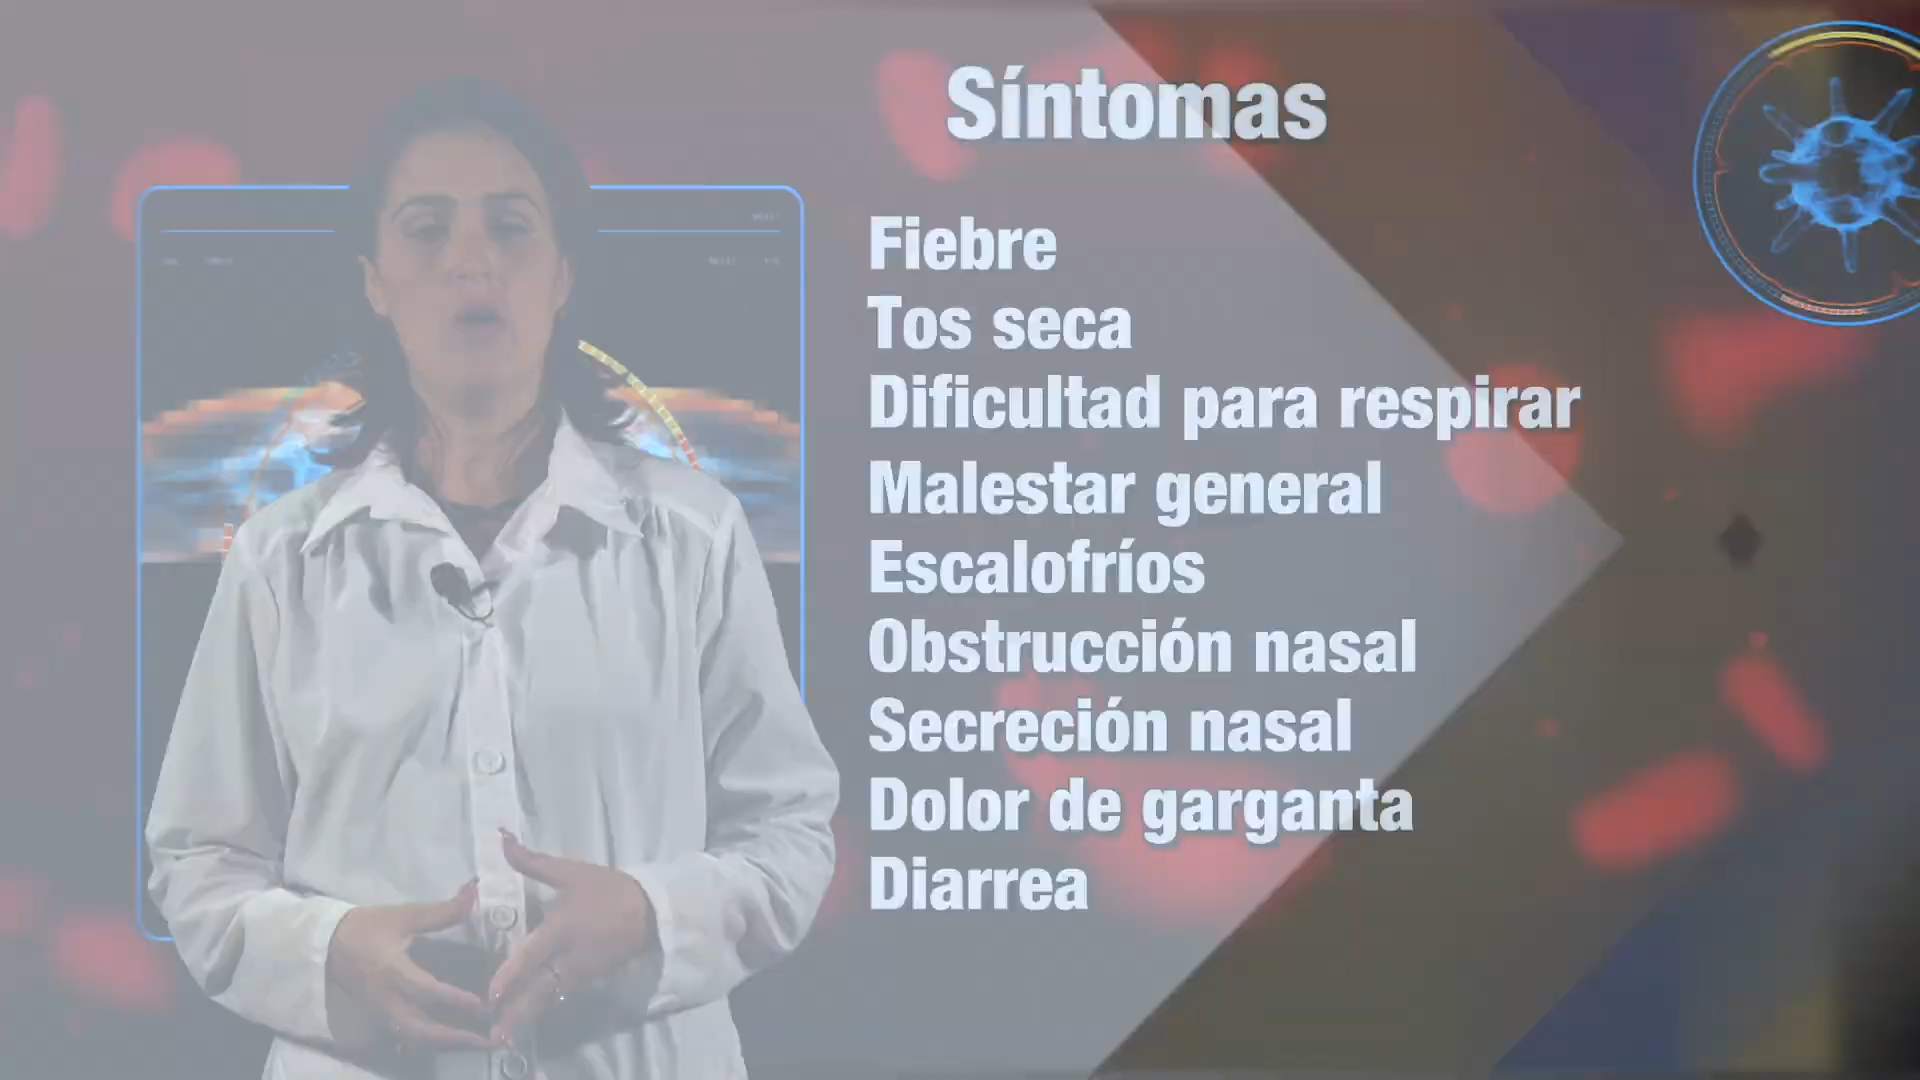 Síntomas
Fiebre
Tos seca
Dificultad para respirar
Malestar general
Escalofríos
Obstrucción nasal
Secreción nasal
Dolor de garganta
Diarrea